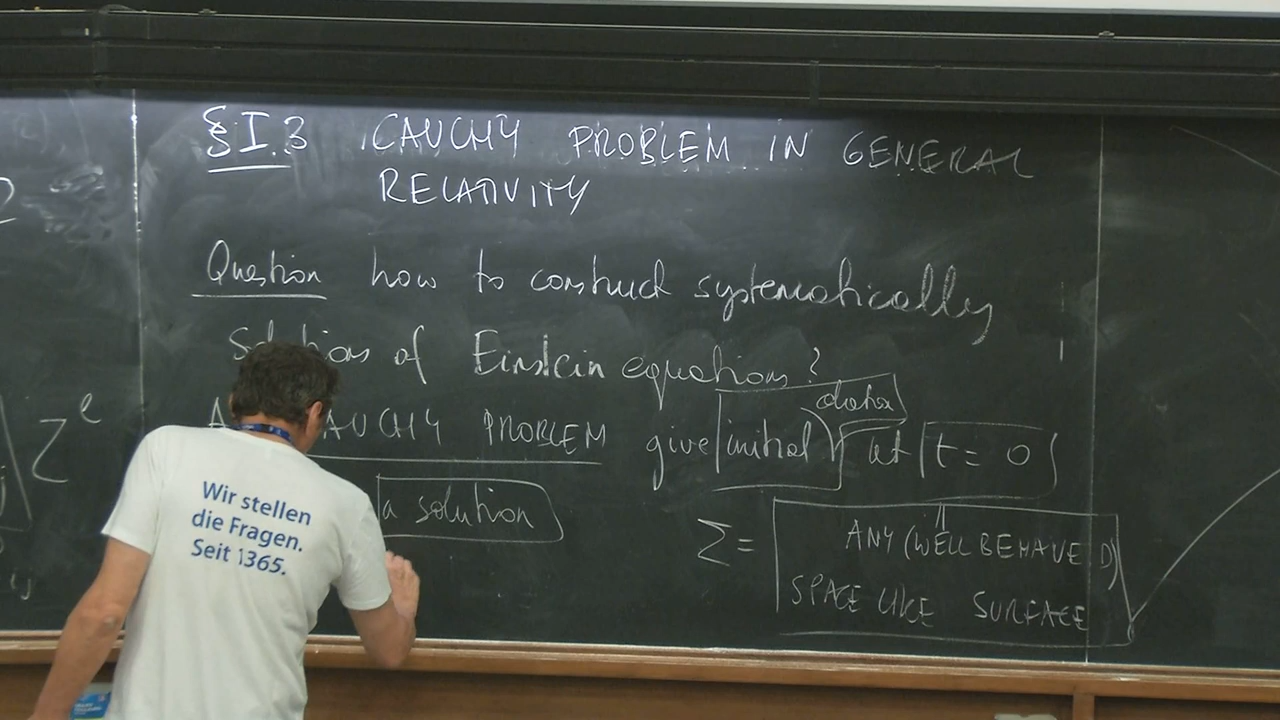 §I.3 CAUCHY PROBLEM IN GENERAL
RELATIVITY
Question how to construct systematically
solutions of Einstein equations?
CAUCHY PROBLEM give initial data at t = 0
a solution
Σ = ANY (WELL BEHAVED)
SPACE LIKE SURFACE
Z^e
Wir stellen
die Fragen.
Seit 1365.